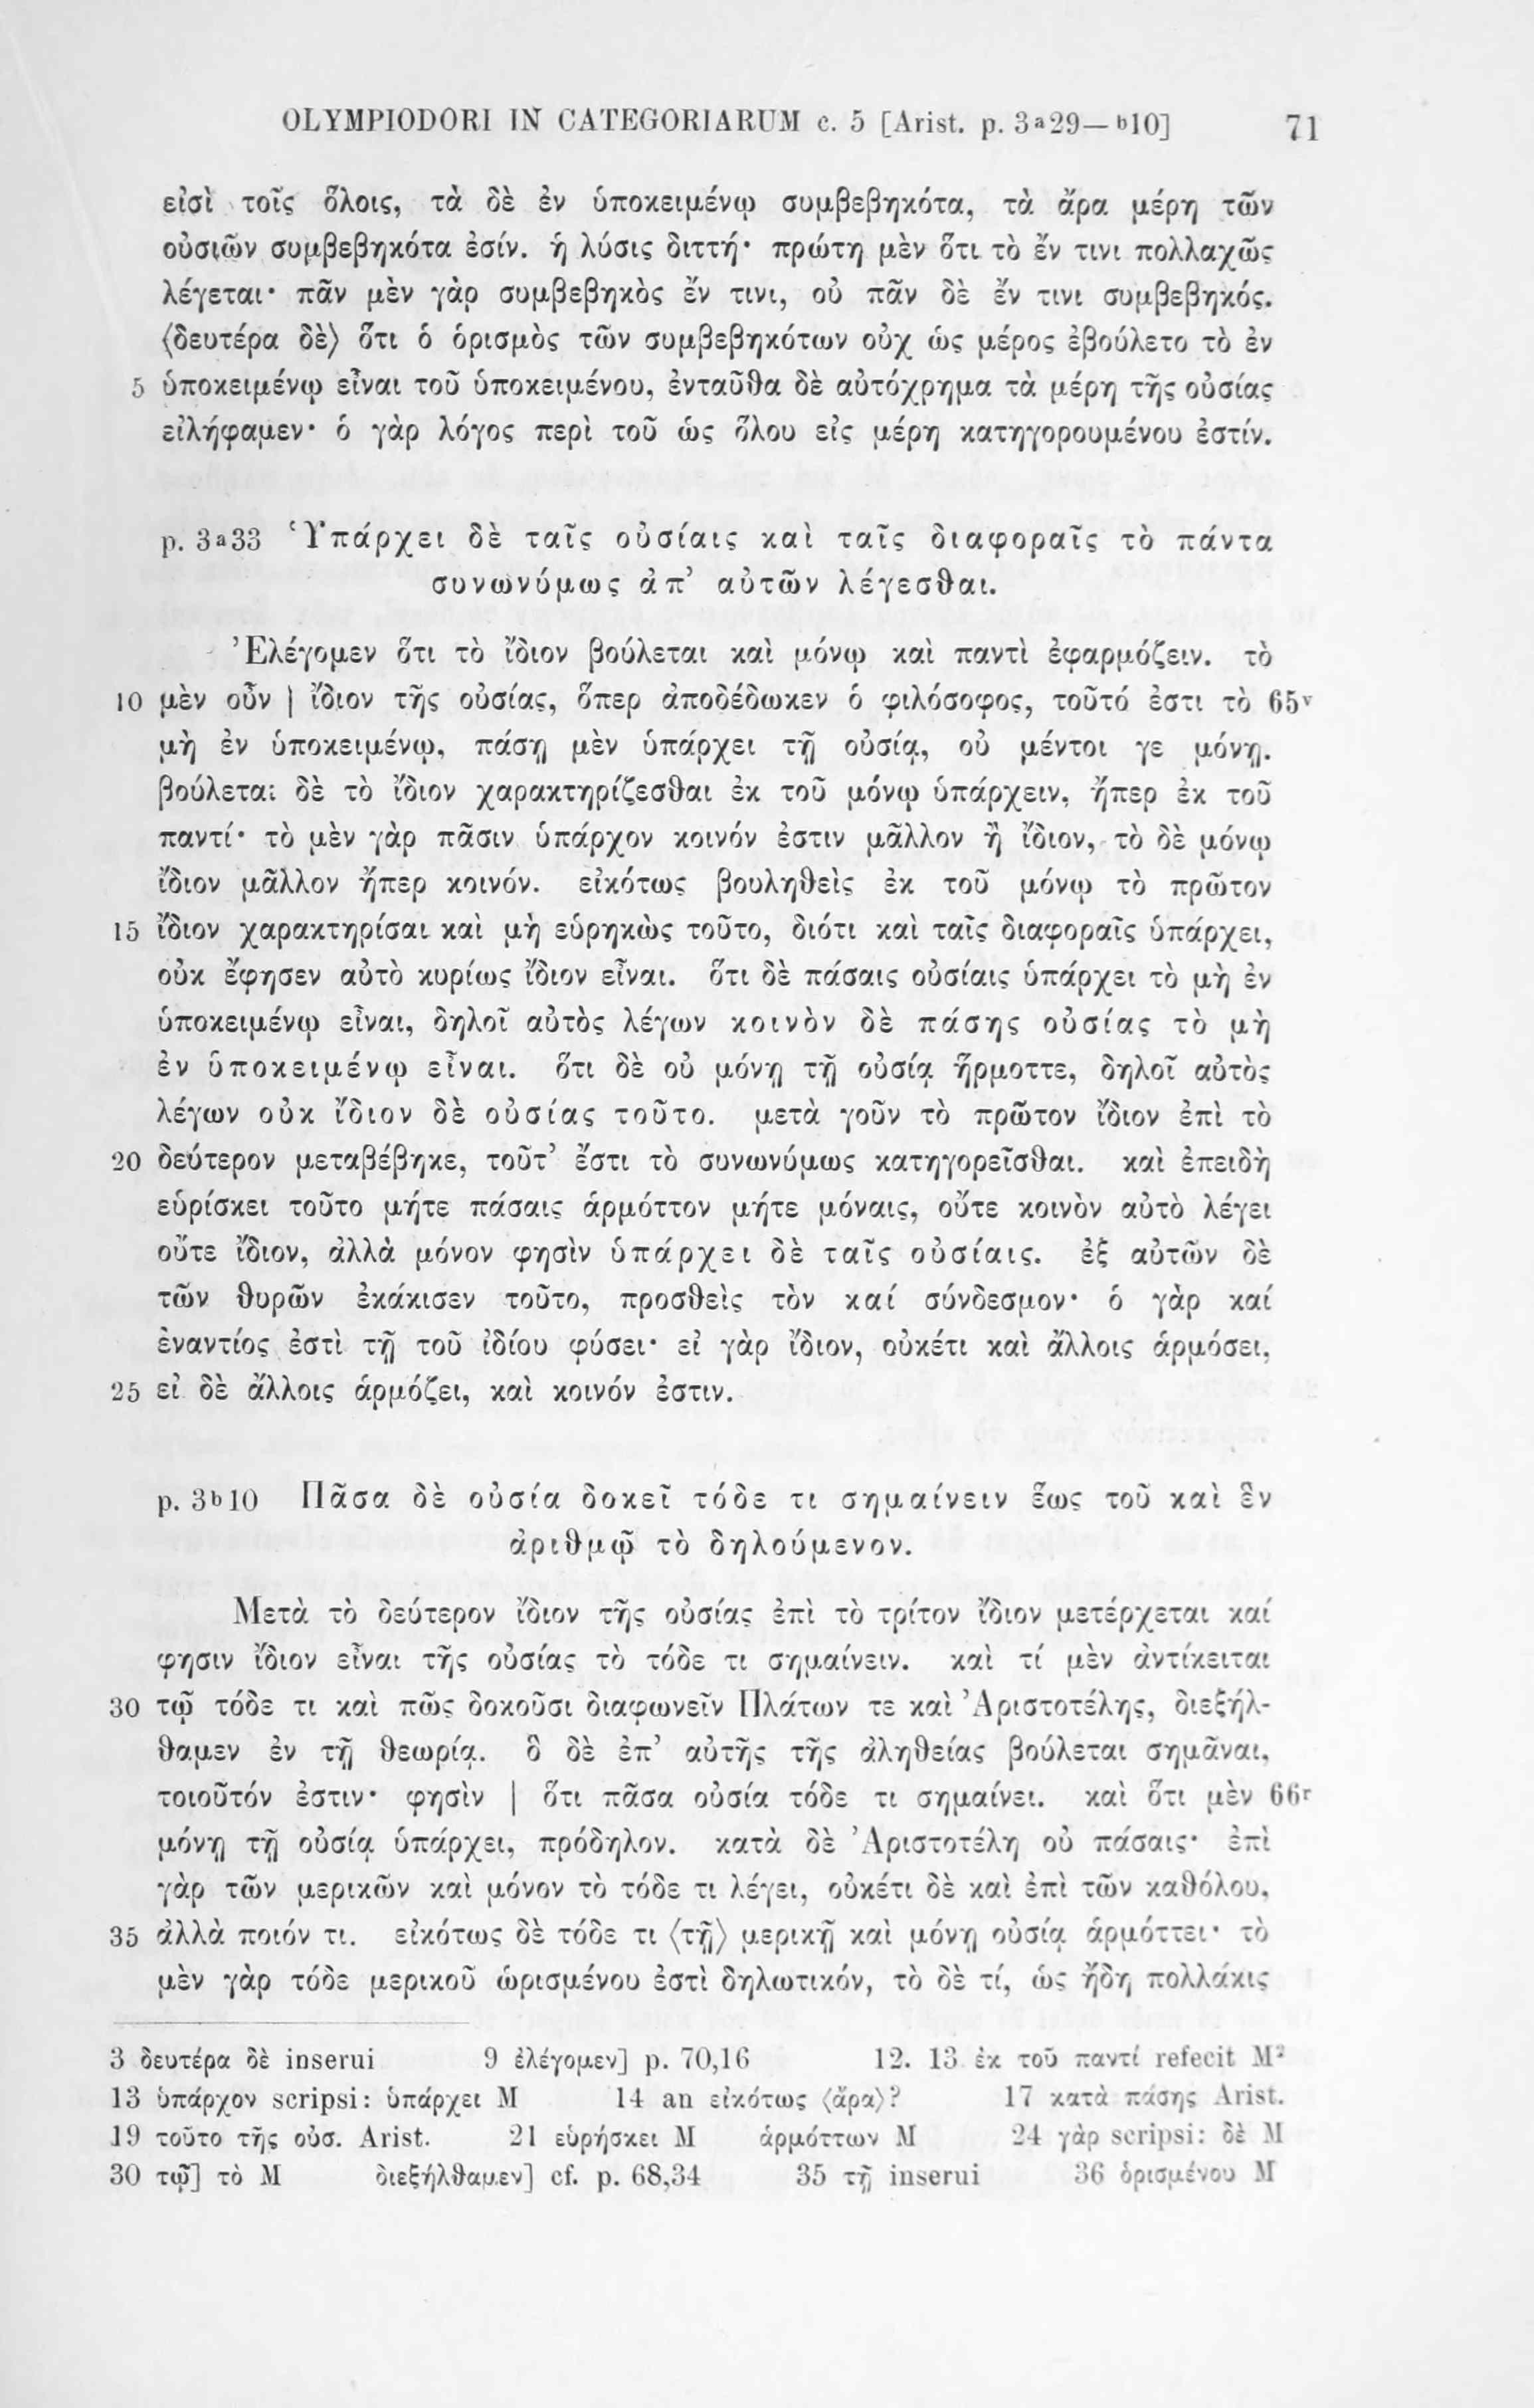 OLYMPIODORI IN CATEGORIARUM c. 5 [Arist. p. 3a29—b10] 71
εἰσὶ τοῖς ὅλοις, τὰ δὲ ἐν ὑποκειμένῳ συμβεβηκότα, τὰ ἄρα μέρη τῶν
οὐσιῶν συμβεβηκότα ἐσίν. ἡ λύσις διττή· πρώτη μὲν ὅτι τὸ ἔν τινι πολλαχῶς
λέγεται· πᾶν μὲν γὰρ συμβεβηκὸς ἔν τινι, οὐ πᾶν δὲ ἔν τινι συμβεβηκός.
⟨δευτέρα δὲ⟩ ὅτι ὁ ὁρισμὸς τῶν συμβεβηκότων οὐχ ὡς μέρος ἐβούλετο τὸ ἐν
5 ὑποκειμένῳ εἶναι τοῦ ὑποκειμένου, ἐνταῦθα δὲ αὐτόχρημα τὰ μέρη τῆς οὐσίας
εἰλήφαμεν· ὁ γὰρ λόγος περὶ τοῦ ὡς ὅλου εἰς μέρη κατηγορουμένου ἐστίν.
p. 3a33 Ὑπάρχει δὲ ταῖς οὐσίαις καὶ ταῖς διαφοραῖς τὸ πάντα
συνωνύμως ἀπ’ αὐτῶν λέγεσθαι.
Ἐλέγομεν ὅτι τὸ ἴδιον βούλεται καὶ μόνῳ καὶ παντὶ ἐφαρμόζειν. τὸ
10 μὲν οὖν | ἴδιον τῆς οὐσίας, ὅπερ ἀποδέδωκεν ὁ φιλόσοφος, τοῦτό ἐστι τὸ 65v
μὴ ἐν ὑποκειμένῳ, πάσῃ μὲν ὑπάρχει τῇ οὐσίᾳ, οὐ μέντοι γε μόνῃ.
βούλεται δὲ τὸ ἴδιον χαρακτηρίζεσθαι ἐκ τοῦ μόνῳ ὑπάρχειν, ἤπερ ἐκ τοῦ
παντί· τὸ μὲν γὰρ πᾶσιν ὑπάρχον κοινόν ἐστιν μᾶλλον ἢ ἴδιον, τὸ δὲ μόνῳ
ἴδιον μᾶλλον ἤπερ κοινόν. εἰκότως βουληθεὶς ἐκ τοῦ μόνῳ τὸ πρῶτον
15 ἴδιον χαρακτηρίσαι καὶ μὴ εὑρηκὼς τοῦτο, διότι καὶ ταῖς διαφοραῖς ὑπάρχει,
οὐκ ἔφησεν αὐτὸ κυρίως ἴδιον εἶναι. ὅτι δὲ πάσαις οὐσίαις ὑπάρχει τὸ μὴ ἐν
ὑποκειμένῳ εἶναι, δηλοῖ αὐτὸς λέγων κοινὸν δὲ πάσης οὐσίας τὸ μὴ
ἐν ὑποκειμένῳ εἶναι. ὅτι δὲ οὐ μόνῃ τῇ οὐσίᾳ ἥρμοττε, δηλοῖ αὐτὸς
λέγων οὐκ ἴδιον δὲ οὐσίας τοῦτο. μετὰ γοῦν τὸ πρῶτον ἴδιον ἐπὶ τὸ
20 δεύτερον μεταβέβηκε, τοῦτ’ ἔστι τὸ συνωνύμως κατηγορεῖσθαι. καὶ ἐπειδὴ
εὑρίσκει τοῦτο μήτε πάσαις ἁρμόττον μήτε μόναις, οὔτε κοινὸν αὐτὸ λέγει
οὔτε ἴδιον, ἀλλὰ μόνον φησὶν ὑπάρχει δὲ ταῖς οὐσίαις. ἐξ αὐτῶν δὲ
τῶν θυρῶν ἐκάκισεν τοῦτο, προσθεὶς τὸν καί σύνδεσμον· ὁ γὰρ καί
ἐναντίος ἐστὶ τῇ τοῦ ἰδίου φύσει· εἰ γὰρ ἴδιον, οὐκέτι καὶ ἄλλοις ἁρμόσει,
25 εἰ δὲ ἄλλοις ἁρμόζει, καὶ κοινόν ἐστιν.
p. 3b10 Πᾶσα δὲ οὐσία δοκεῖ τόδε τι σημαίνειν ἕως τοῦ καὶ ἓν
ἀριθμῷ τὸ δηλούμενον.
Μετὰ τὸ δεύτερον ἴδιον τῆς οὐσίας ἐπὶ τὸ τρίτον ἴδιον μετέρχεται καί
φησιν ἴδιον εἶναι τῆς οὐσίας τὸ τόδε τι σημαίνειν. καὶ τί μὲν ἀντίκειται
30 τῷ τόδε τι καὶ πῶς δοκοῦσι διαφωνεῖν Πλάτων τε καὶ Ἀριστοτέλης, διεξήλ-
θαμεν ἐν τῇ θεωρίᾳ. ὃ δὲ ἐπ’ αὐτῆς τῆς ἀληθείας βούλεται σημᾶναι,
τοιοῦτόν ἐστιν· φησὶν | ὅτι πᾶσα οὐσία τόδε τι σημαίνει. καὶ ὅτι μὲν 66r
μόνῃ τῇ οὐσίᾳ ὑπάρχει, πρόδηλον. κατὰ δὲ Ἀριστοτέλη οὐ πάσαις· ἐπὶ
γὰρ τῶν μερικῶν καὶ μόνον τὸ τόδε τι λέγει, οὐκέτι δὲ καὶ ἐπὶ τῶν καθόλου,
35 ἀλλὰ ποιόν τι. εἰκότως δὲ τόδε τι ⟨τῇ⟩ μερικῇ καὶ μόνῃ οὐσίᾳ ἁρμόττει· τὸ
μὲν γὰρ τόδε μερικοῦ ὡρισμένου ἐστὶ δηλωτικόν, τὸ δὲ τί, ὡς ἤδη πολλάκις
3 δευτέρα δὲ inserui 9 ἐλέγομεν] p. 70,16 12. 13 ἐκ τοῦ παντί refecit M²
13 ὑπάρχον scripsi: ὑπάρχει M 14 an εἰκότως ⟨ἄρα⟩? 17 κατὰ πάσης Arist.
19 τοῦτο τῆς οὐσ. Arist. 21 εὑρήσκει M ἁρμόττων M 24 γὰρ scripsi: δὲ M
30 τῷ] τὸ M διεξήλθαμεν] cf. p. 68,34 35 τῇ inserui 36 ὁρισμένου M